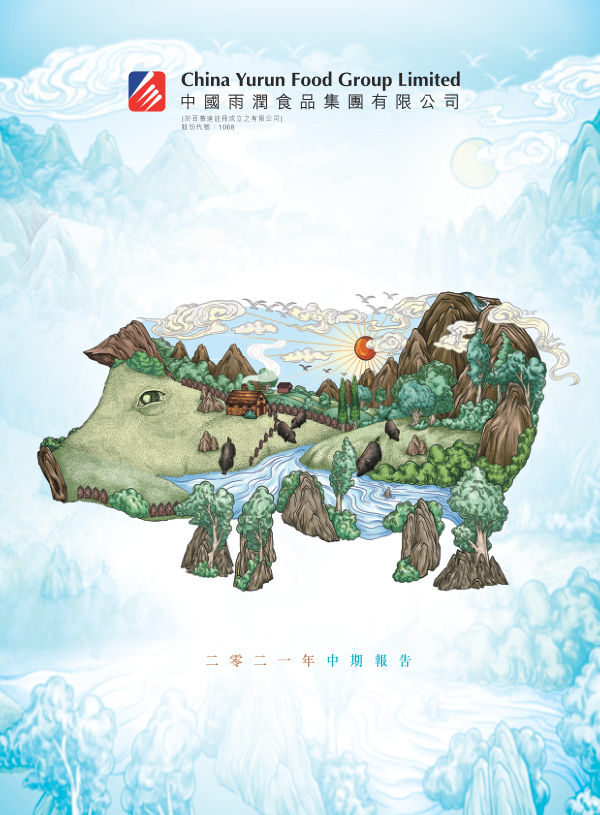 China Yurun Food Group Limited
中國雨潤食品集團有限公司
(於百慕達註冊成立之有限公司)
股份代號：1068
二零二一年中期報告